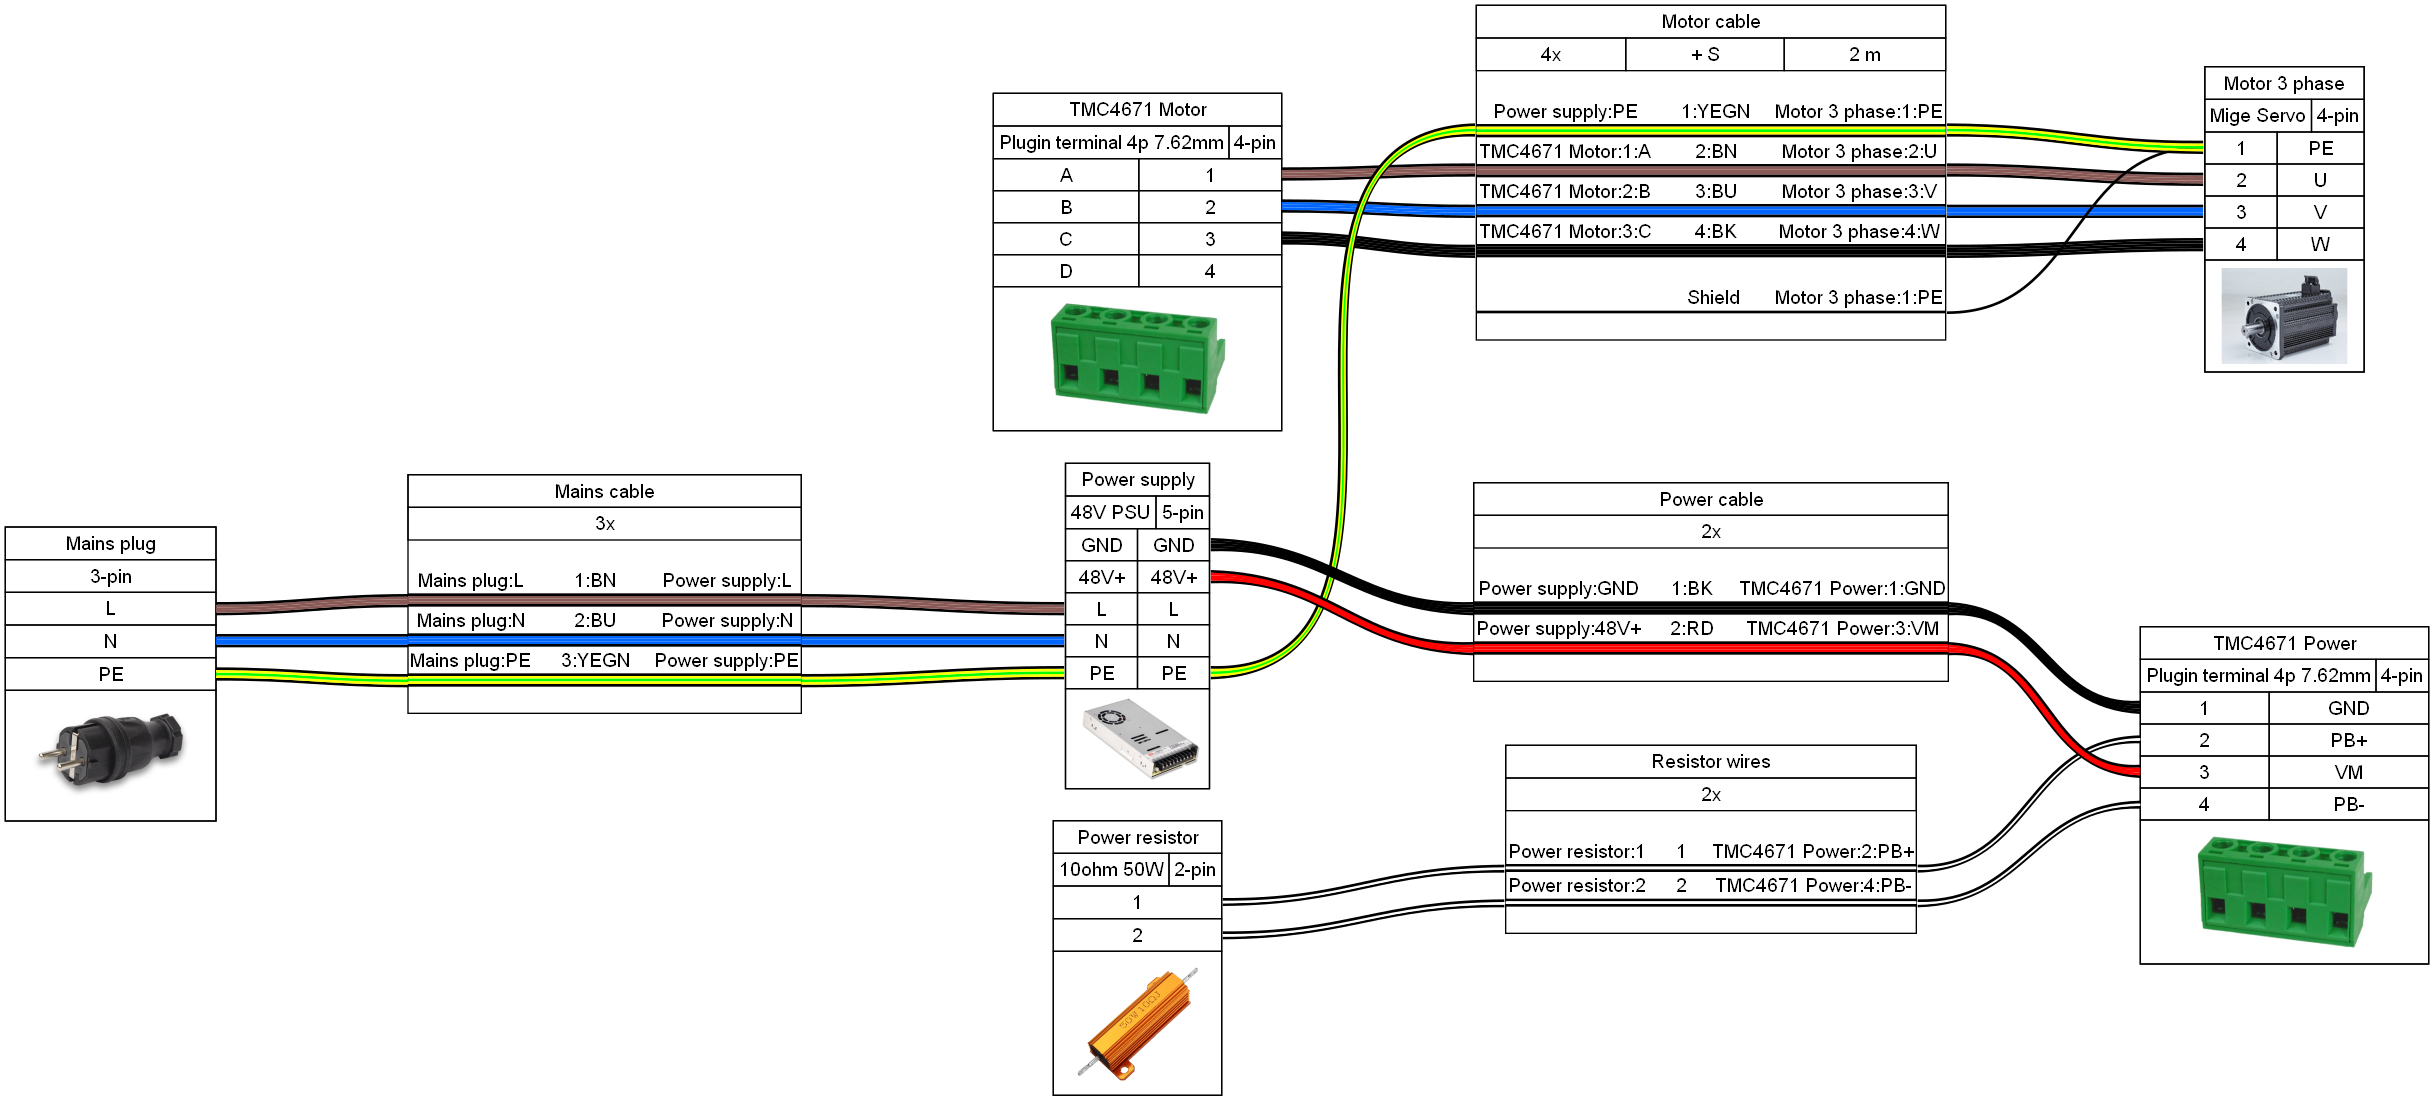 Motor cable
4x + S 2 m
Power supply:PE 1:YEGN Motor 3 phase:1:PE
TMC4671 Motor:1:A 2:BN Motor 3 phase:2:U
TMC4671 Motor:2:B 3:BU Motor 3 phase:3:V
TMC4671 Motor:3:C 4:BK Motor 3 phase:4:W
Shield Motor 3 phase:1:PE
Motor 3 phase
Mige Servo 4-pin
1 PE
2 U
3 V
4 W
TMC4671 Motor
Plugin terminal 4p 7.62mm 4-pin
A 1
B 2
C 3
D 4
Mains plug
3-pin
L
N
PE
Mains cable
3x
Mains plug:L 1:BN Power supply:L
Mains plug:N 2:BU Power supply:N
Mains plug:PE 3:YEGN Power supply:PE
Power supply
48V PSU 5-pin
GND GND
48V+ 48V+
L L
N N
PE PE
Power cable
2x
Power supply:GND 1:BK TMC4671 Power:1:GND
Power supply:48V+ 2:RD TMC4671 Power:3:VM
TMC4671 Power
Plugin terminal 4p 7.62mm 4-pin
1 GND
2 PB+
3 VM
4 PB-
Resistor wires
2x
Power resistor:1 1 TMC4671 Power:2:PB+
Power resistor:2 2 TMC4671 Power:4:PB-
Power resistor
10ohm 50W 2-pin
1
2
50W10ΩJ